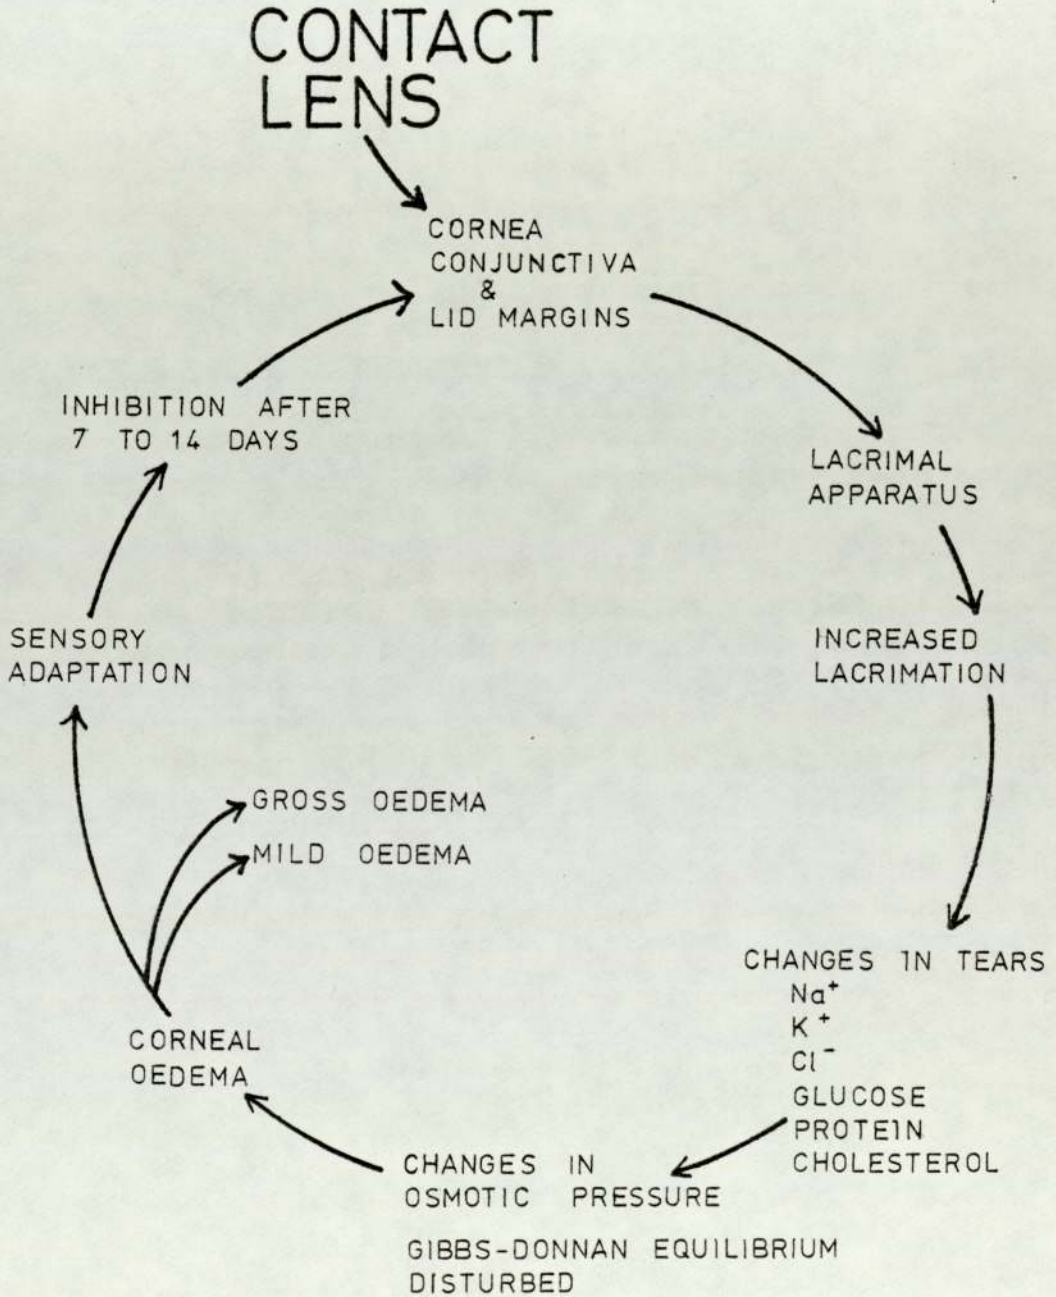 CONTACT
LENS
CORNEA
CONJUNCTIVA
&
LID MARGINS
LACRIMAL
APPARATUS
INCREASED
LACRIMATION
CHANGES IN TEARS
Na⁺
K⁺
Cl⁻
GLUCOSE
PROTEIN
CHOLESTEROL
CHANGES IN
OSMOTIC PRESSURE
GIBBS-DONNAN EQUILIBRIUM
DISTURBED
CORNEAL
OEDEMA
MILD OEDEMA
GROSS OEDEMA
SENSORY
ADAPTATION
INHIBITION AFTER
7 TO 14 DAYS